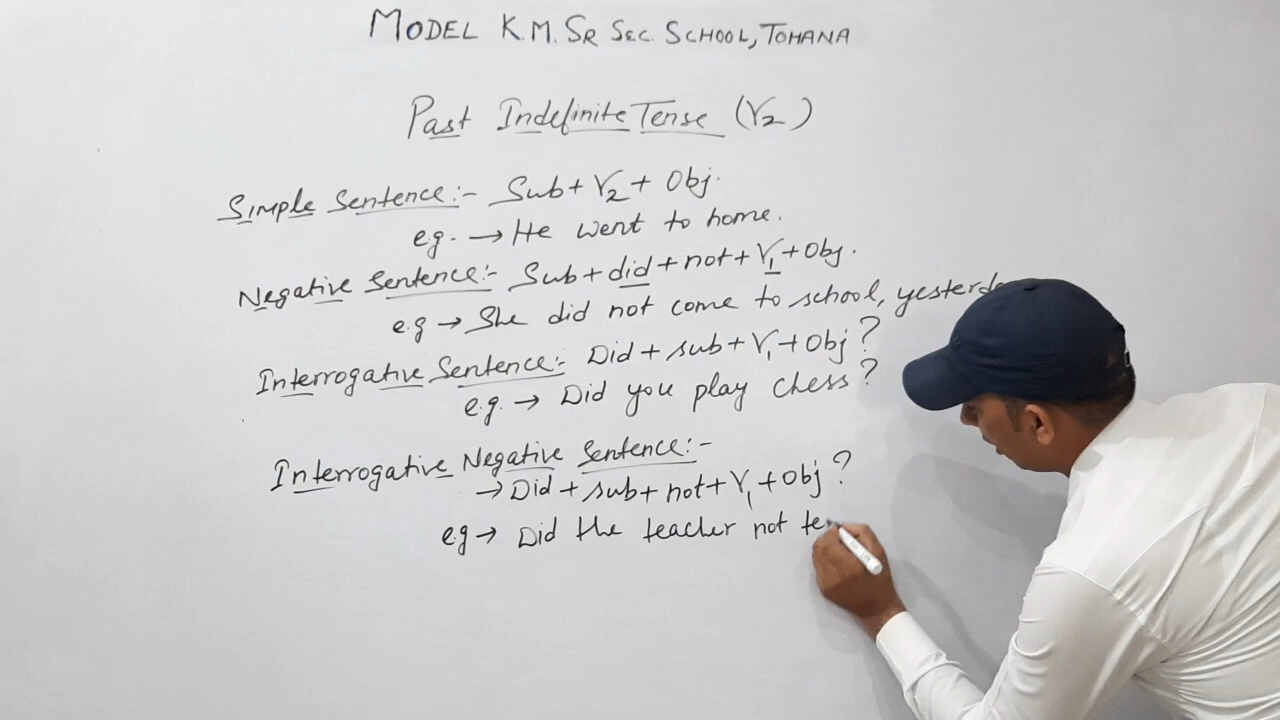 MODEL K.M. SR SEC. SCHOOL, TOHANA
Past Indefinite Tense (V2)
Simple Sentence:- Sub + V2 + Obj.
e.g. → He went to home.
Negative Sentence:- Sub + did + not + V1 + Obj.
e.g → She did not come to school, yesterd
Interrogative Sentence:- Did + sub + V1 + Obj ?
e.g. → Did you play chess ?
Interrogative Negative Sentence:-
→ Did + sub + not + V1 + Obj ?
eg → Did the teacher not te